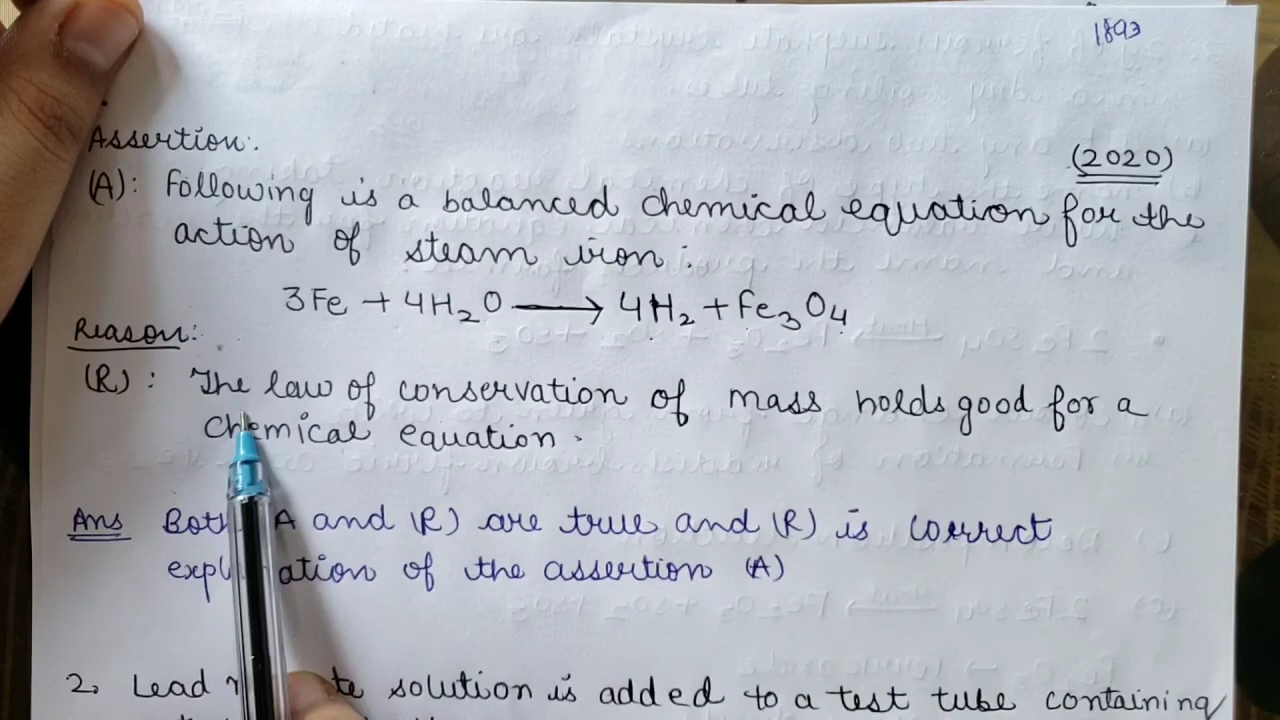 1893
Assertion:
(2020)
(A): Following is a balanced chemical equation for the
action of steam iron :
3Fe + 4H₂O ⟶ 4H₂ + Fe₃O₄
Reason:
(R) : The law of conservation of mass holds good for a
chemical equation.
Ans Both A and (R) are true and (R) is correct
explanation of the assertion (A)
2. Lead solution is added to a test tube containing